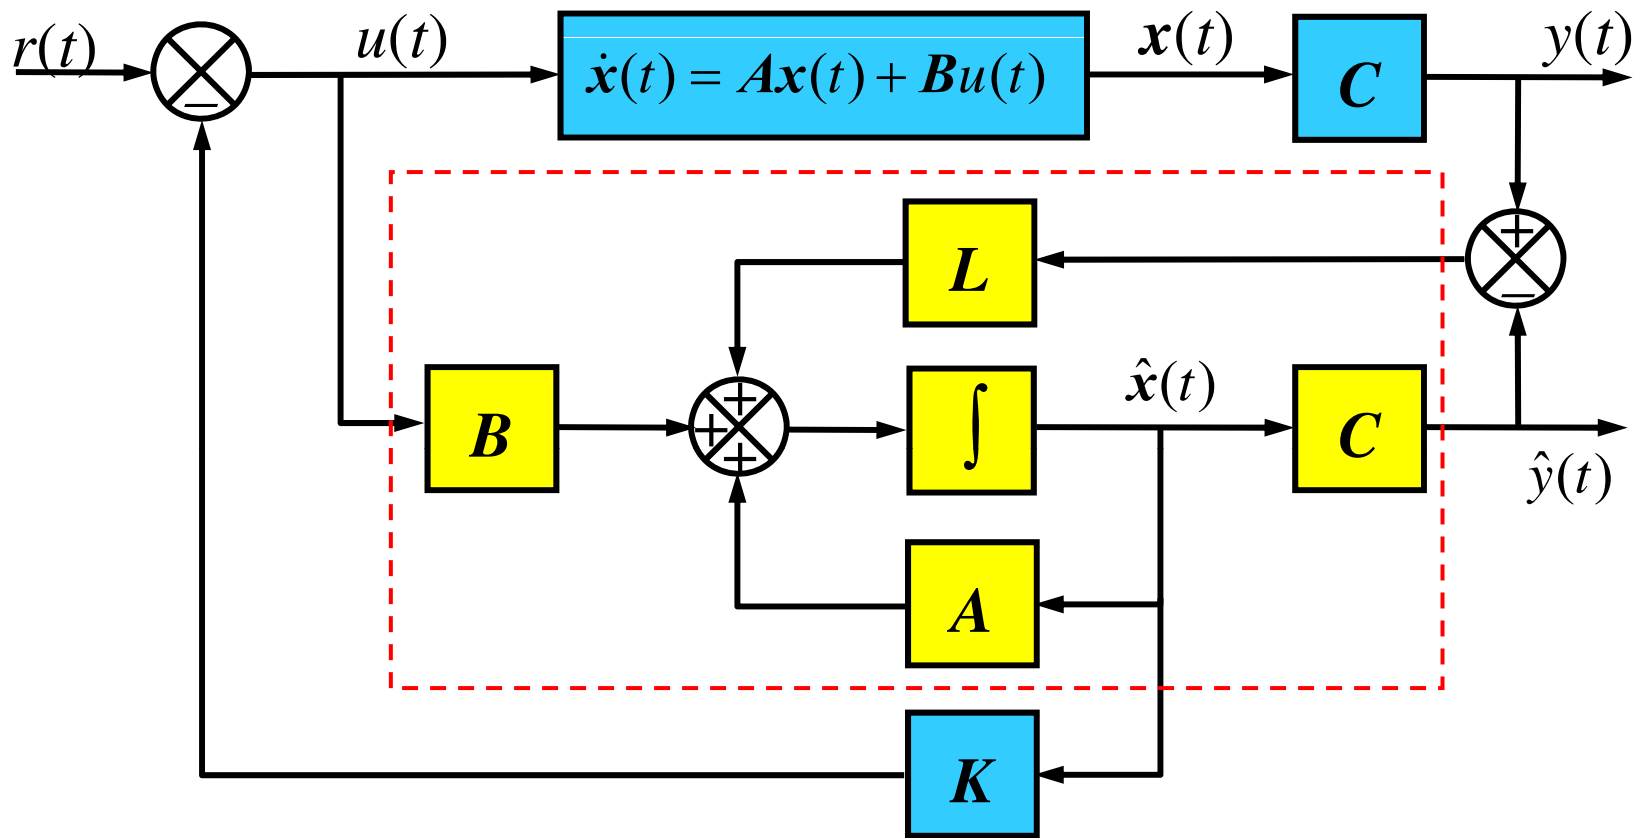 r(t)
u(t)
ẋ(t) = Ax(t) + Bu(t)
x(t)
C
y(t)
−
L
+
−
B
+
+
+
∫
x̂(t)
C
ŷ(t)
A
K